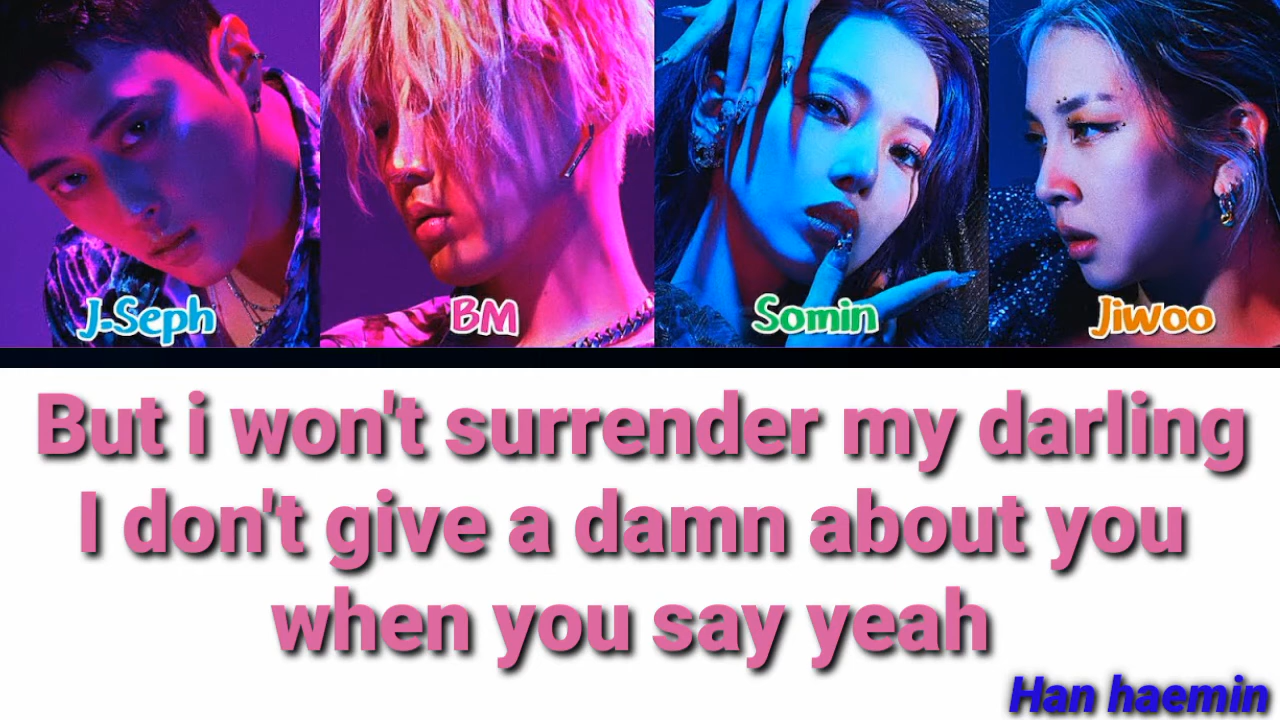 J-Seph
BM
Somin
Jiwoo
But i won't surrender my darling
I don't give a damn about you
when you say yeah
Han haemin